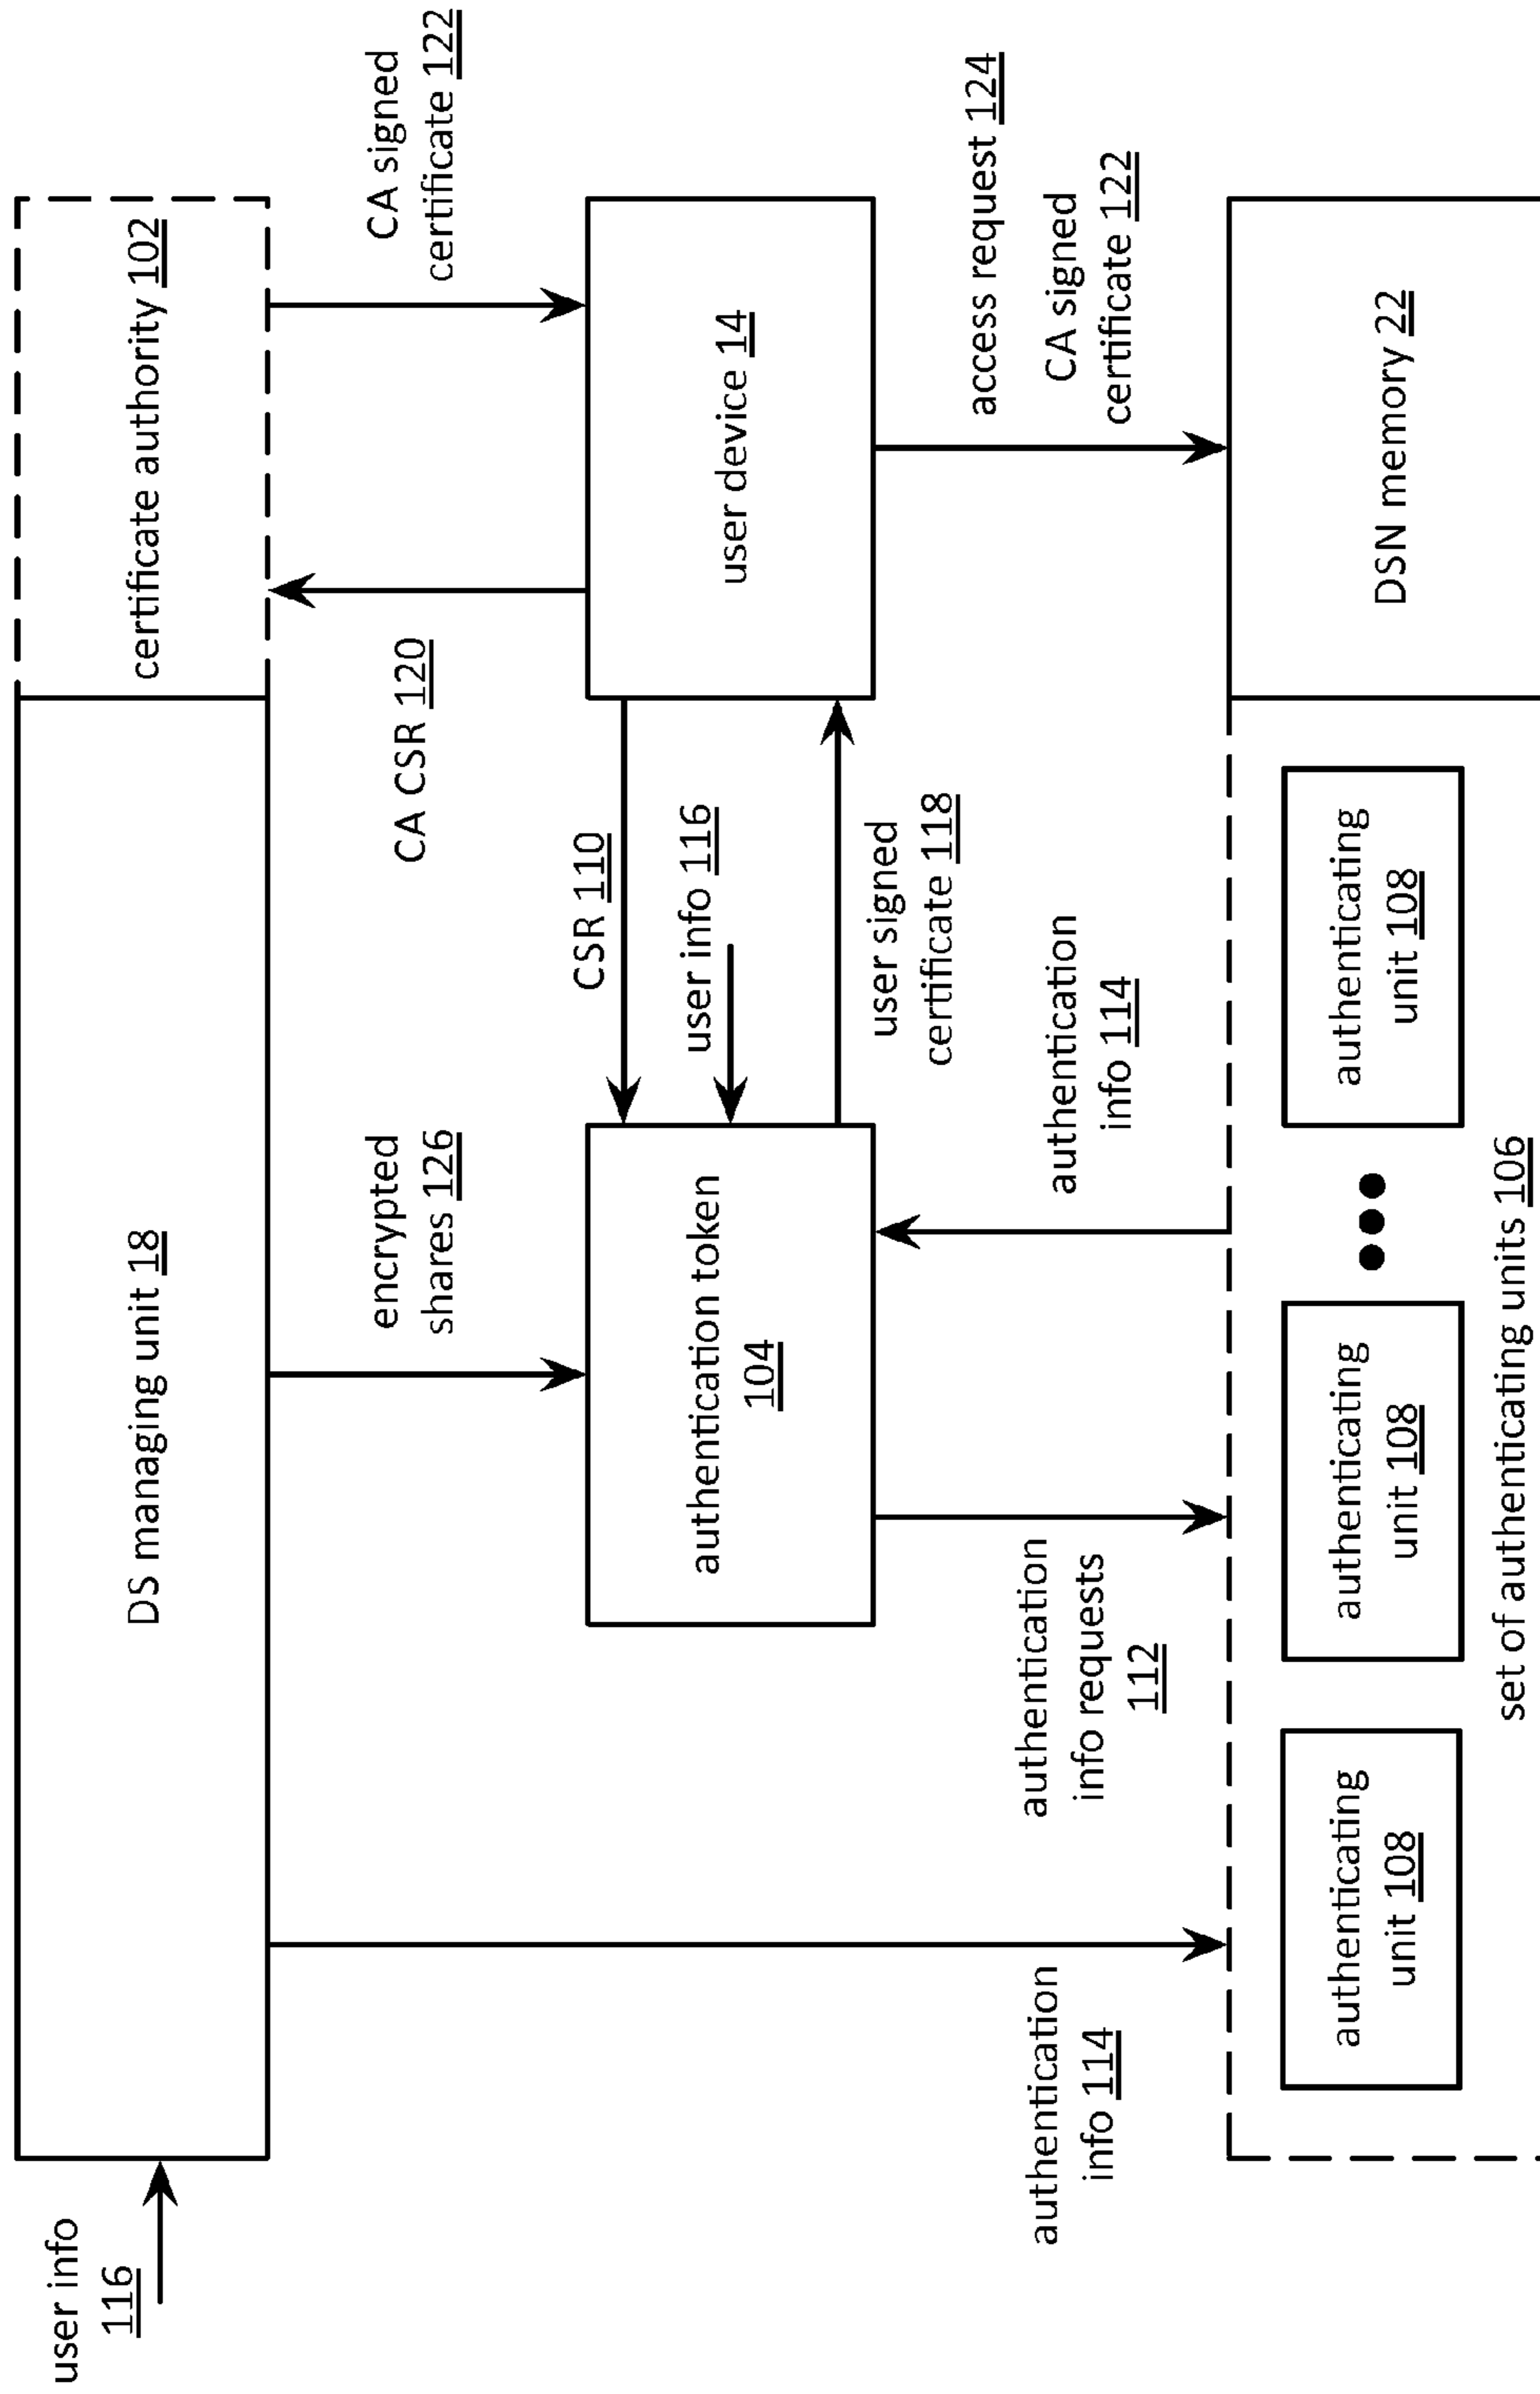 user info
116
DS managing unit 18
certificate authority 102
encrypted
shares 126
CA CSR 120
CA signed
certificate 122
authentication token
104
CSR 110
user info 116
user signed
certificate 118
user device 14
authentication
info 114
authentication
info requests
112
authentication
info 114
access request 124
CA signed
certificate 122
authenticating
unit 108
authenticating
unit 108
authenticating
unit 108
set of authenticating units 106
DSN memory 22